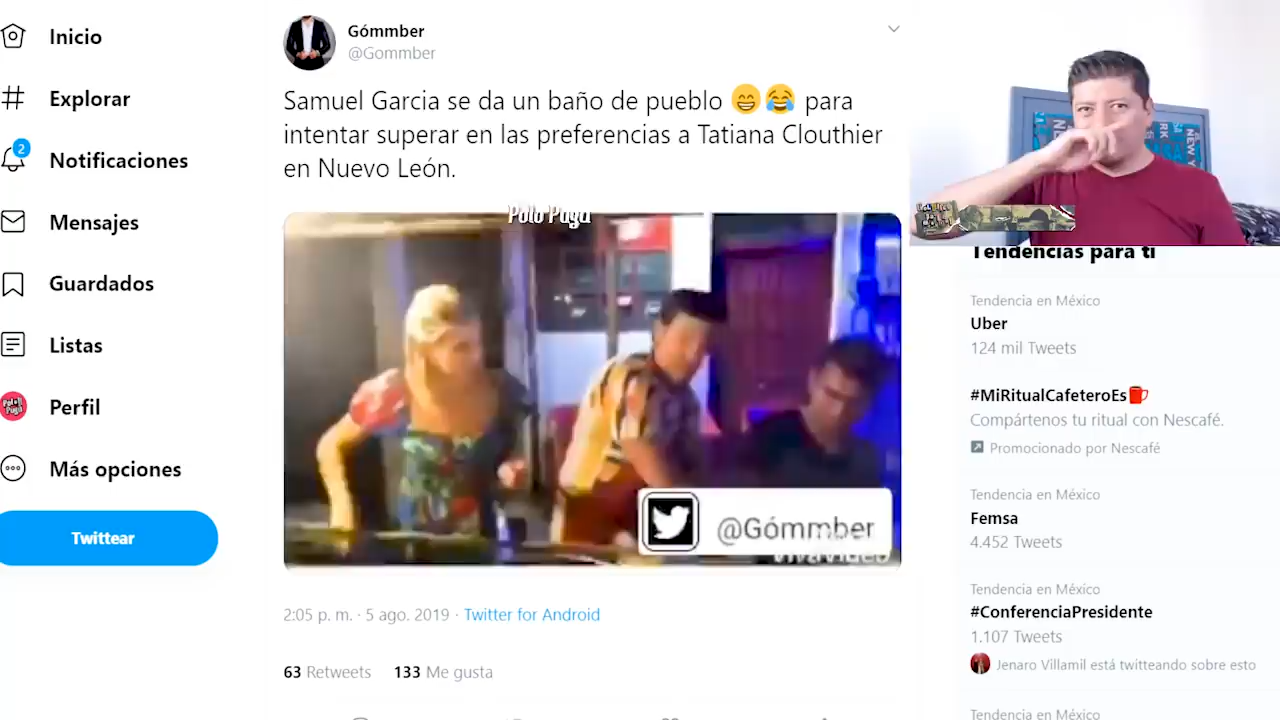 Inicio
Explorar
2
Notificaciones
Mensajes
Guardados
Listas
Perfil
Más opciones
Twittear
Gómmber
@Gommber
Samuel Garcia se da un baño de pueblo 😁😂 para
intentar superar en las preferencias a Tatiana Clouthier
en Nuevo León.
Polo Puga
@Gómmber
VivaVideo
2:05 p. m. · 5 ago. 2019 · Twitter for Android
63 Retweets 133 Me gusta
Tendencias para ti
Tendencia en México
Uber
124 mil Tweets
#MiRitualCafeteroEs
Compártenos tu ritual con Nescafé.
Promocionado por Nescafé
Tendencia en México
Femsa
4.452 Tweets
Tendencia en México
#ConferenciaPresidente
1.107 Tweets
Jenaro Villamil está twitteando sobre esto
Tendencia en México